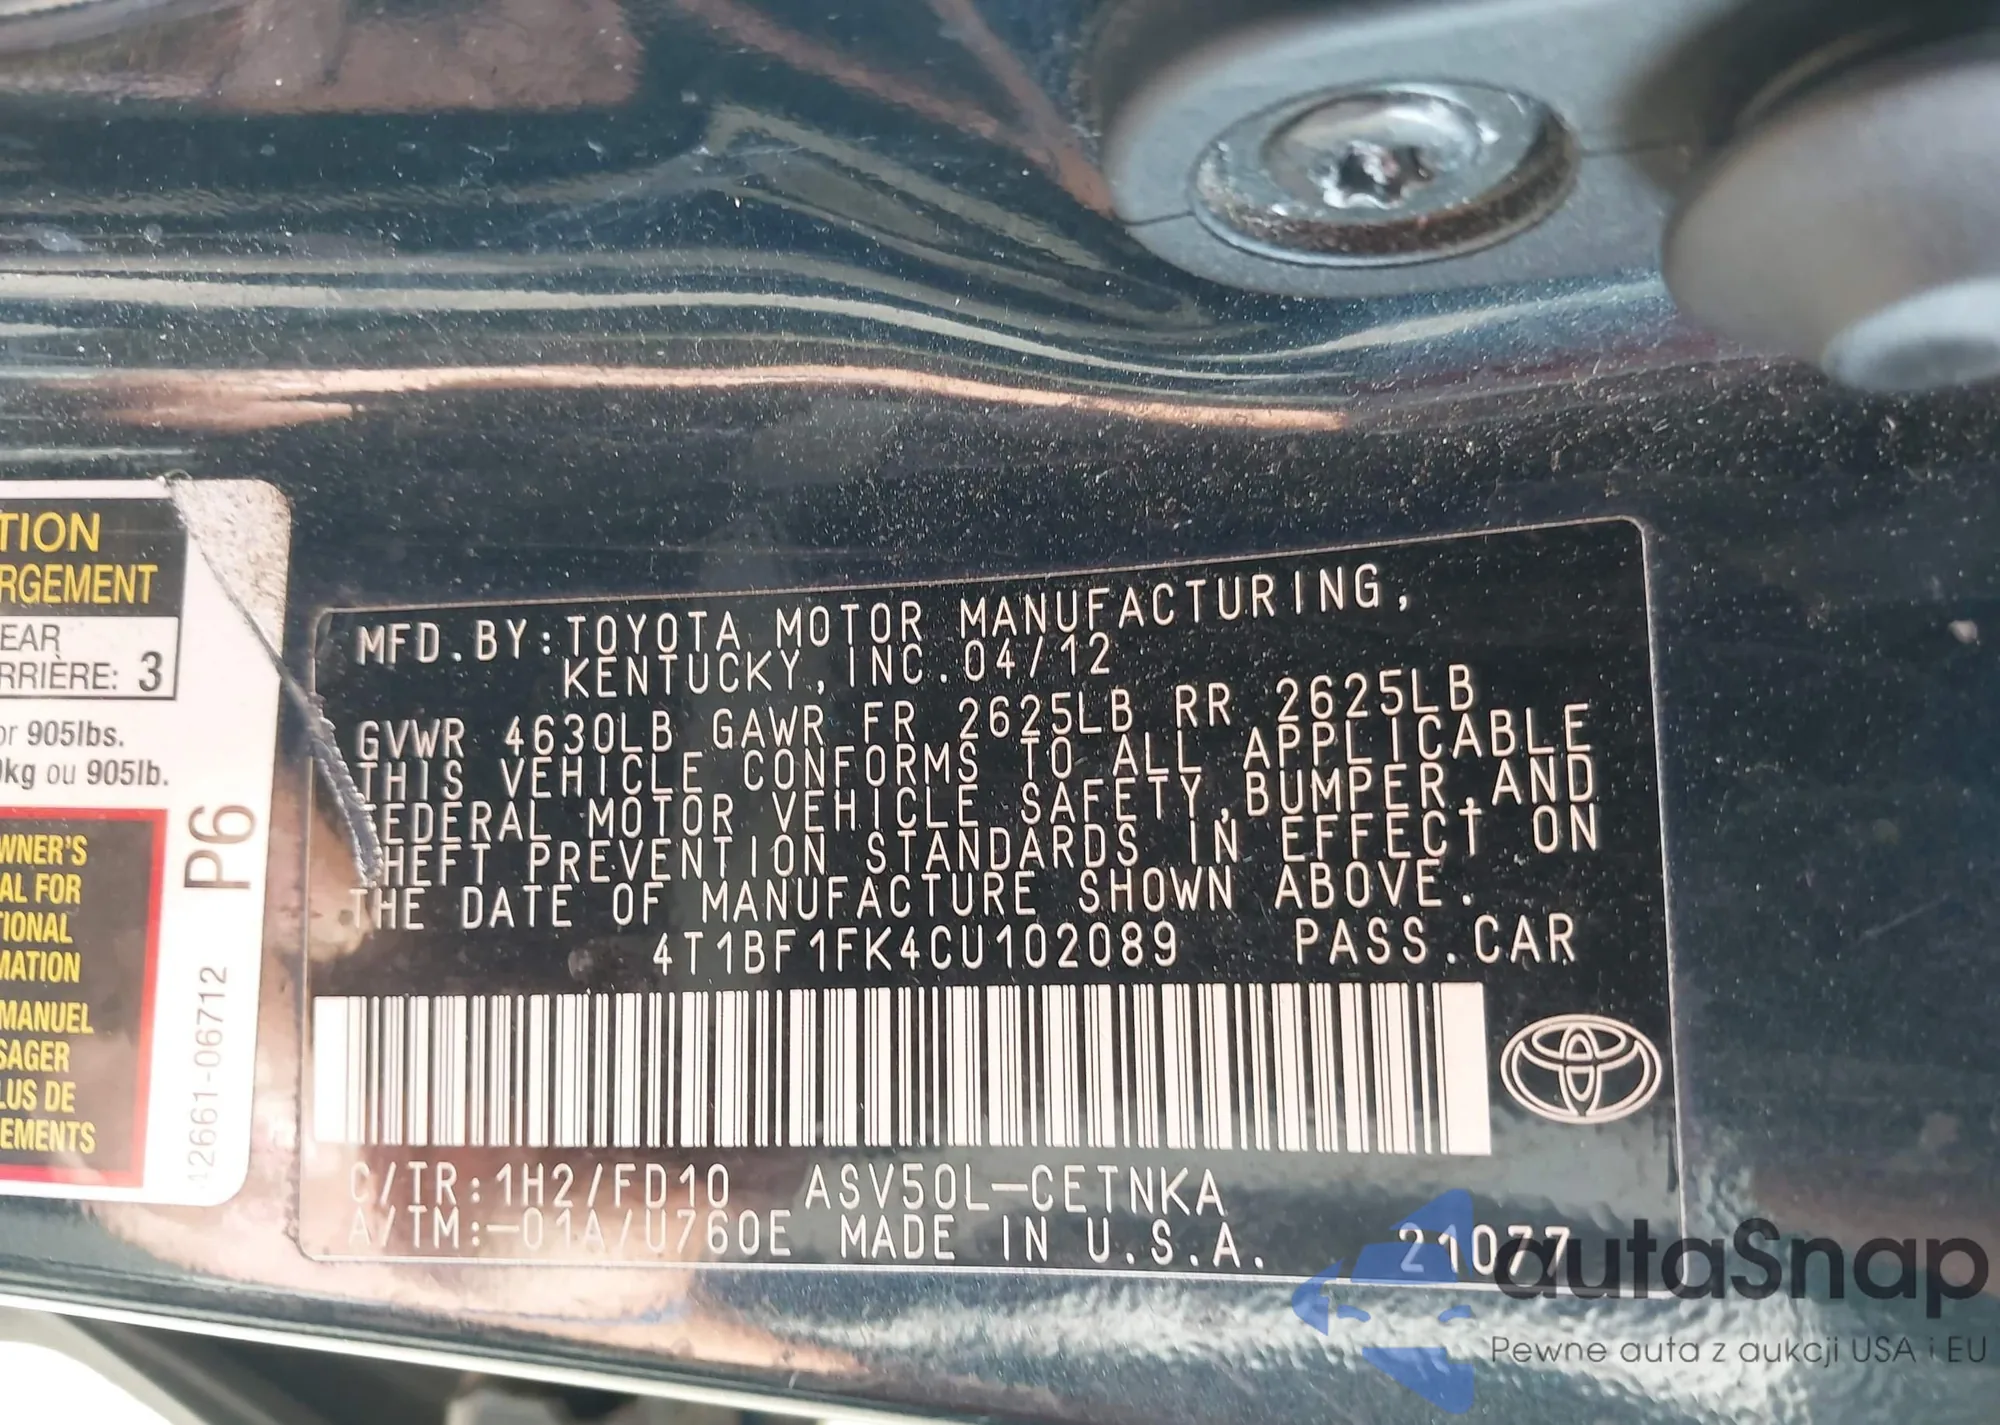 TION
RGEMENT
EAR
RRIÈRE: 3
or 905lbs.
0kg ou 905lb.
WNER'S
AL FOR
TIONAL
MATION
MANUEL
SAGER
LUS DE
EMENTS
P6
42661-06712
MFD.BY:TOYOTA MOTOR MANUFACTURING,
KENTUCKY, INC.04/12
GVWR 4630LB GAWR FR 2625LB RR 2625LB
THIS VEHICLE CONFORMS TO ALL APPLICABLE
FEDERAL MOTOR VEHICLE SAFETY,BUMPER,AND
THEFT PREVENTION STANDARDS IN EFFECT ON
THE DATE OF MANUFACTURE SHOWN ABOVE.
4T1BF1FK4CU102089 PASS.CAR
C/TR:1H2/FD10 ASV50L-CETNKA
A/TM:-01A/U760E MADE IN U.S.A. 21077
autaSnap
Pewne auta z aukcji USA i EU